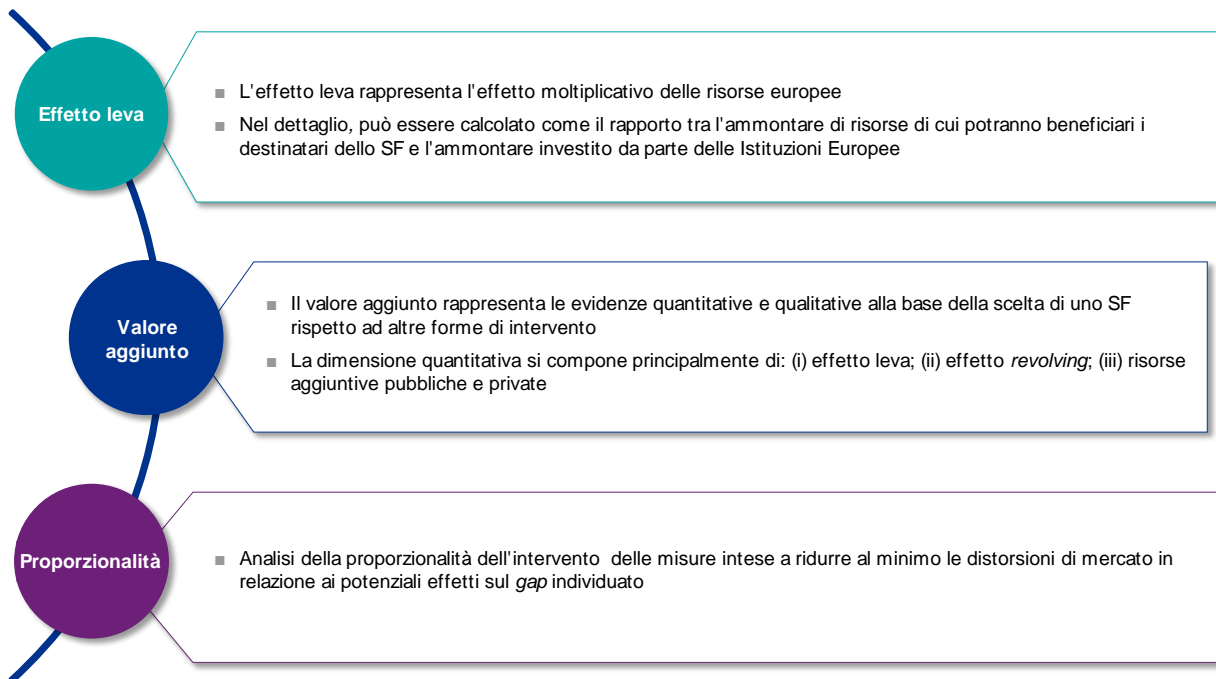 Effetto leva
■ L'effetto leva rappresenta l'effetto moltiplicativo delle risorse europee
■ Nel dettaglio, può essere calcolato come il rapporto tra l'ammontare di risorse di cui potranno beneficiari i
destinatari dello SF e l'ammontare investito da parte delle Istituzioni Europee
Valore
aggiunto
■ Il valore aggiunto rappresenta le evidenze quantitative e qualitative alla base della scelta di uno SF
rispetto ad altre forme di intervento
■ La dimensione quantitativa si compone principalmente di: (i) effetto leva; (ii) effetto revolving; (iii) risorse
aggiuntive pubbliche e private
Proporzionalità
■ Analisi della proporzionalità dell'intervento delle misure intese a ridurre al minimo le distorsioni di mercato in
relazione ai potenziali effetti sul gap individuato